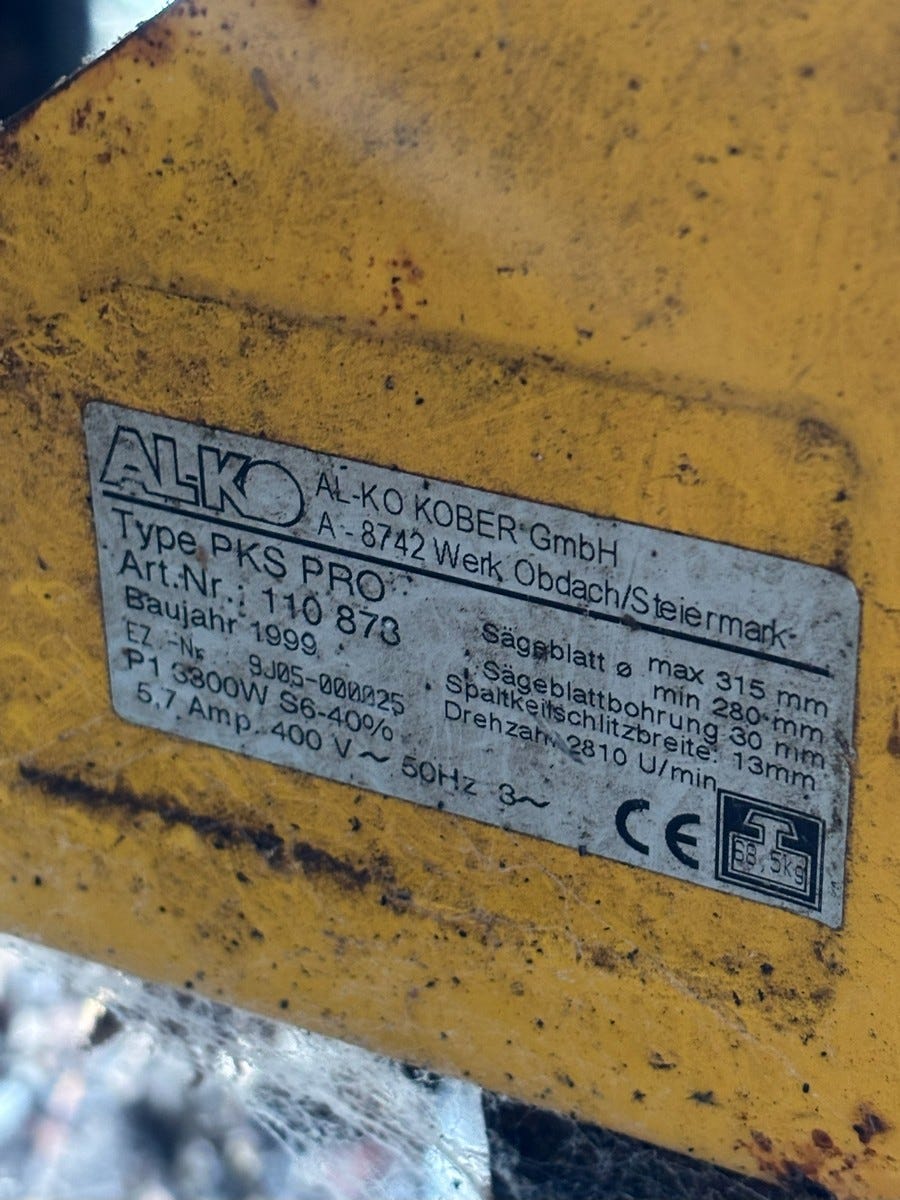 AL-KO
AL-KO KOBER GmbH
A - 8742 Werk Obdach/Steiermark
Type PKS PRO
Art.-Nr.: 110 873
Baujahr 1999
EZ.-Nr. 9J05-000025
P1 3300W S6-40%
5,7 Amp. 400 V ~ 50Hz 3~
Sägeblatt ø max 315 mm
min 280 mm
Sägeblattbohrung 30 mm
Spaltkeilschlitzbreite: 13mm
Drehzahl 2810 U/min
CE
68,5kg